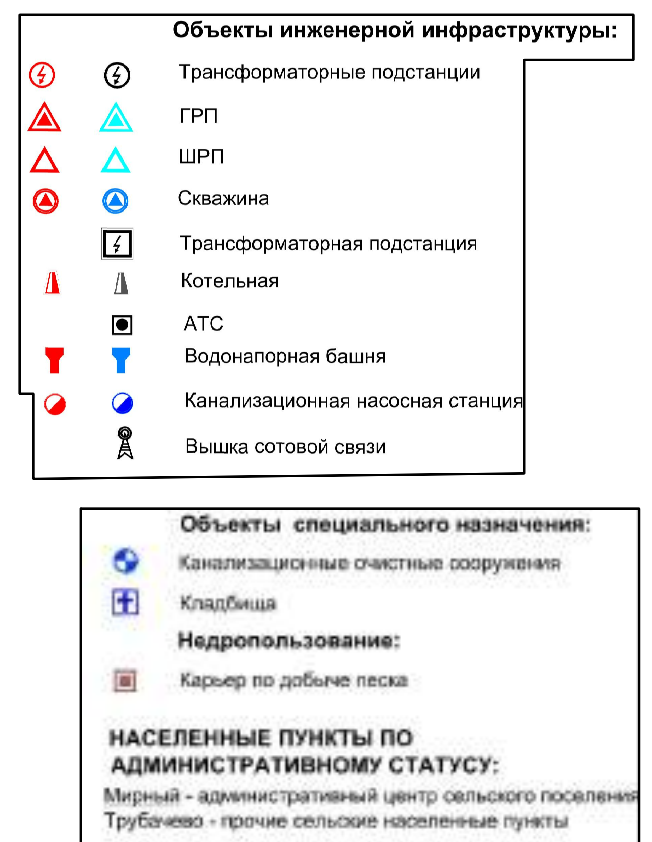 Объекты инженерной инфраструктуры:
Трансформаторные подстанции
ГРП
ШРП
Скважина
Трансформаторная подстанция
Котельная
АТС
Водонапорная башня
Канализационная насосная станция
Вышка сотовой связи
Объекты специального назначения:
Канализационные очистные сооружения
Кладбища
Недропользование:
Карьер по добыче песка
НАСЕЛЕННЫЕ ПУНКТЫ ПО
АДМИНИСТРАТИВНОМУ СТАТУСУ:
Мирный - административный центр сельского поселения
Трубачево - прочие сельские населенные пункты